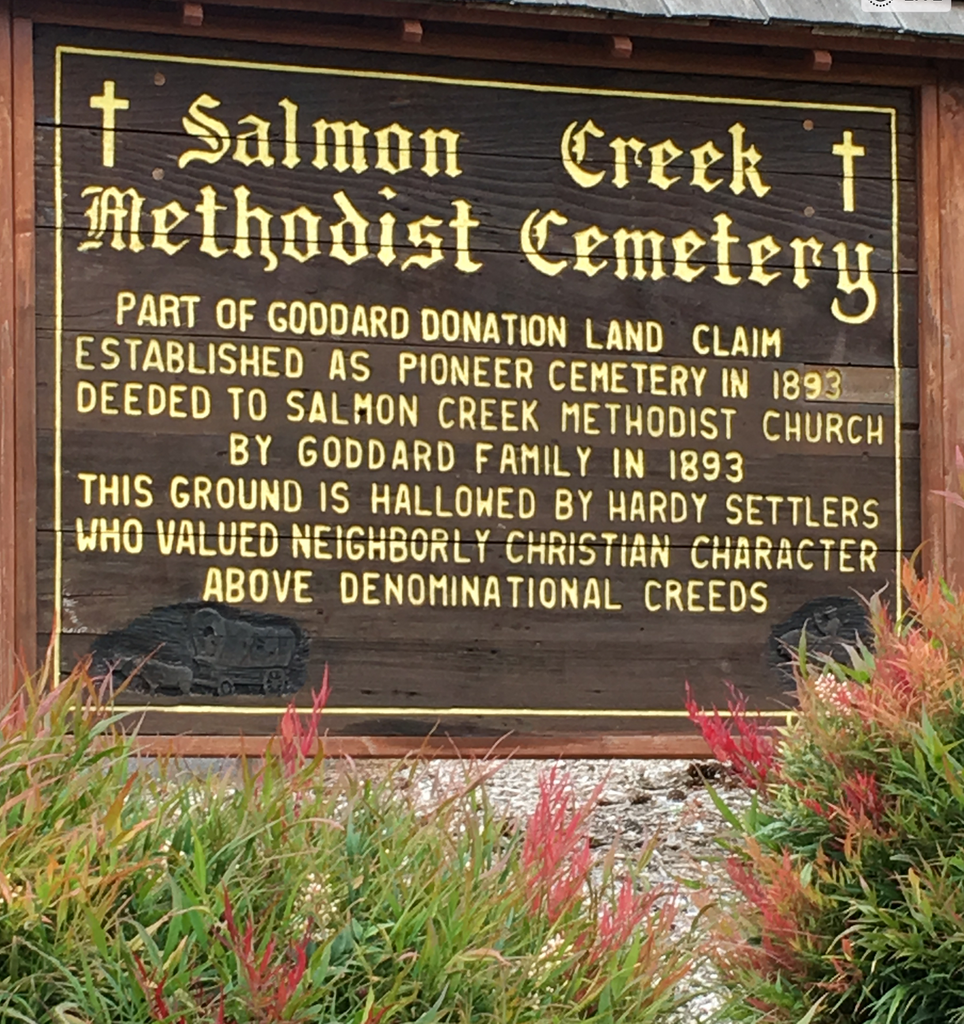 Salmon Creek
Methodist Cemetery
PART OF GODDARD DONATION LAND CLAIM
ESTABLISHED AS PIONEER CEMETERY IN 1893
DEEDED TO SALMON CREEK METHODIST CHURCH
BY GODDARD FAMILY IN 1893
THIS GROUND IS HALLOWED BY HARDY SETTLERS
WHO VALUED NEIGHBORLY CHRISTIAN CHARACTER
ABOVE DENOMINATIONAL CREEDS